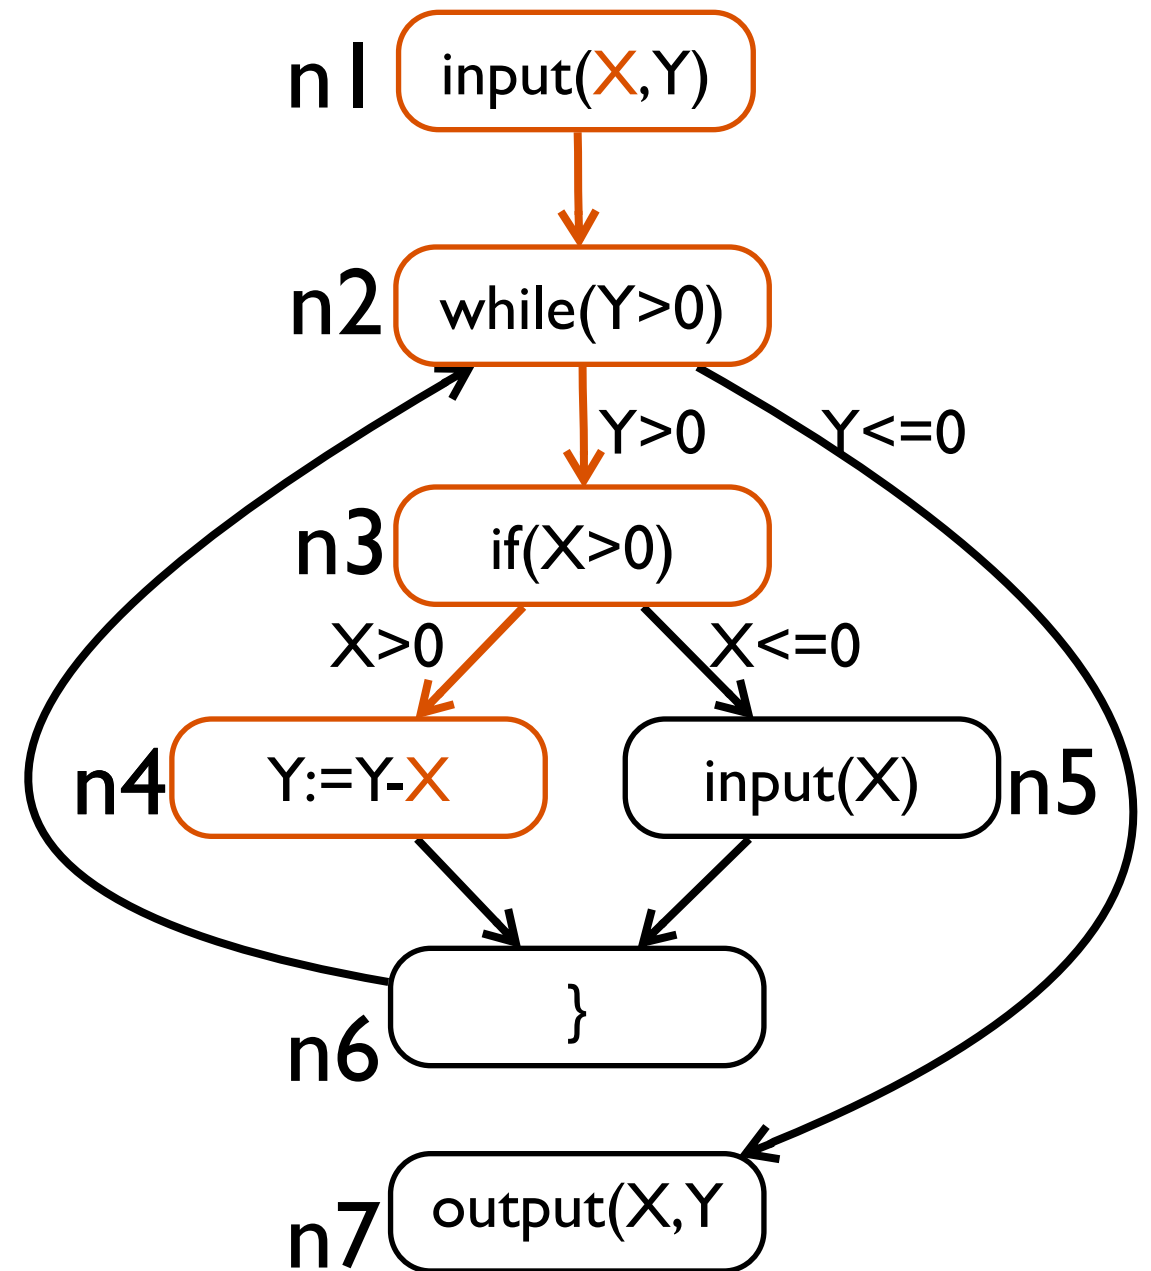 n1
input(X,Y)
n2
while(Y>0)
Y>0
Y<=0
n3
if(X>0)
X>0
X<=0
n4
Y:=Y-X
input(X)
n5
}
n6
output(X,Y
n7